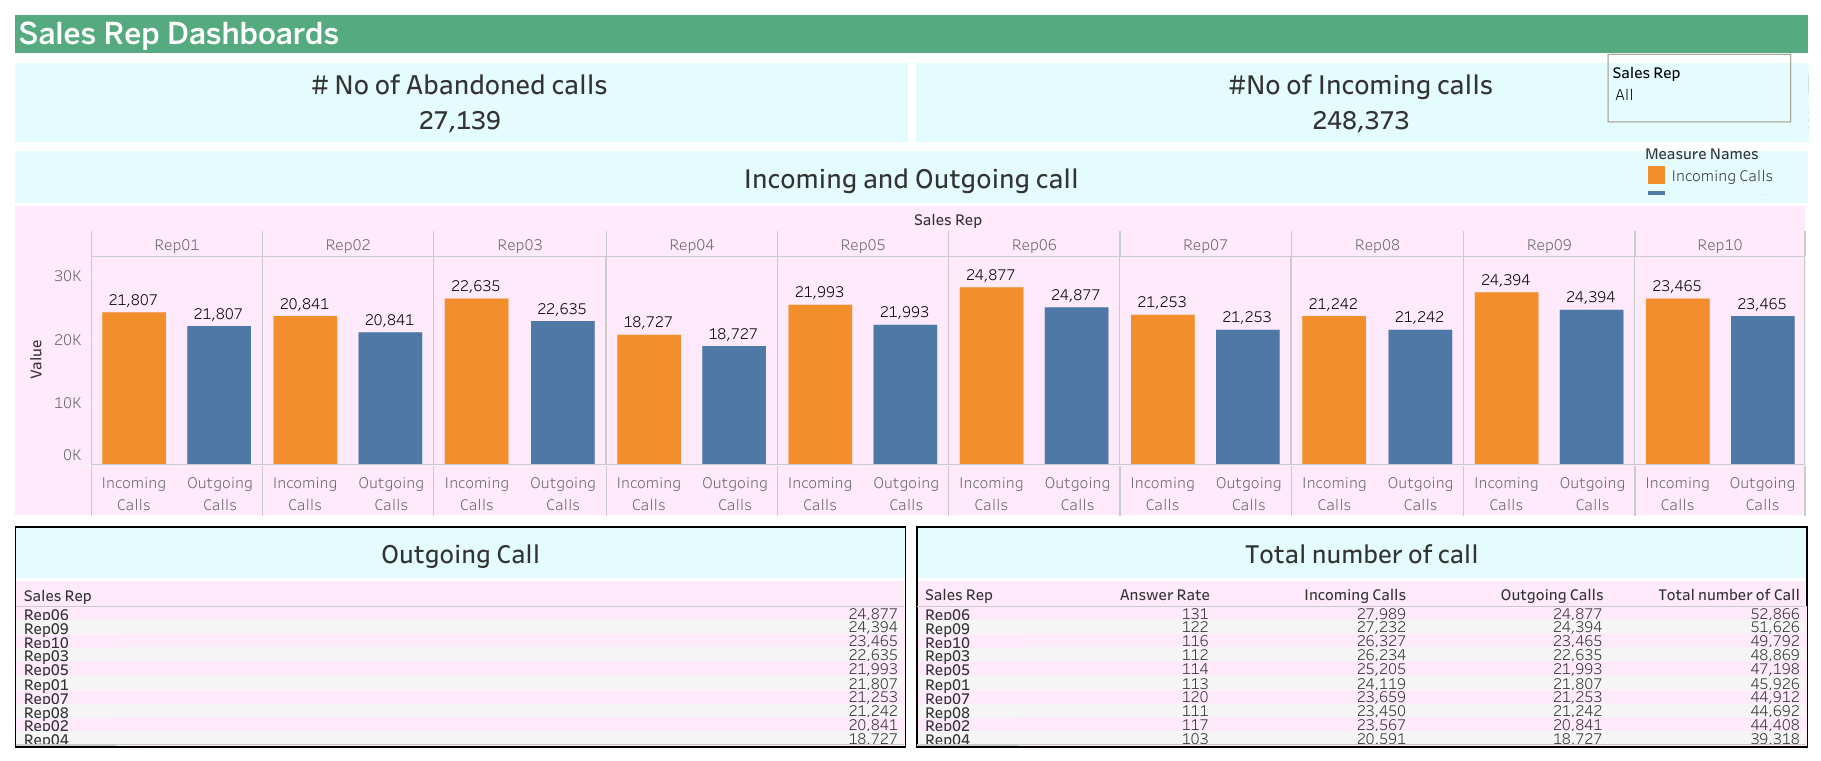 Sales Rep Dashboards
# No of Abandoned calls
27,139
#No of Incoming calls
248,373
Sales Rep
All
Incoming and Outgoing call
Measure Names
Incoming Calls
Sales Rep
Rep01 Rep02 Rep03 Rep04 Rep05 Rep06 Rep07 Rep08 Rep09 Rep10
Value
30K
20K
10K
0K
21,807 21,807 20,841 20,841 22,635 22,635 18,727 18,727 21,993 21,993 24,877 24,877 21,253 21,253 21,242 21,242 24,394 24,394 23,465 23,465
Incoming Outgoing Incoming Outgoing Incoming Outgoing Incoming Outgoing Incoming Outgoing Incoming Outgoing Incoming Outgoing Incoming Outgoing Incoming Outgoing Incoming Outgoing
Calls Calls Calls Calls Calls Calls Calls Calls Calls Calls Calls Calls Calls Calls Calls Calls Calls Calls Calls Calls
Outgoing Call
Sales Rep
Rep06 24,877
Rep09 24,394
Rep10 23,465
Rep03 22,635
Rep05 21,993
Rep01 21,807
Rep07 21,253
Rep08 21,242
Rep02 20,841
Rep04 18,727
Total number of call
Sales Rep Answer Rate Incoming Calls Outgoing Calls Total number of Call
Rep06 131 27,989 24,877 52,866
Rep09 122 27,232 24,394 51,626
Rep10 116 26,327 23,465 49,792
Rep03 112 26,234 22,635 48,869
Rep05 114 25,205 21,993 47,198
Rep01 113 24,119 21,807 45,926
Rep07 120 23,659 21,253 44,912
Rep08 111 23,450 21,242 44,692
Rep02 117 23,567 20,841 44,408
Rep04 103 20,591 18,727 39,318